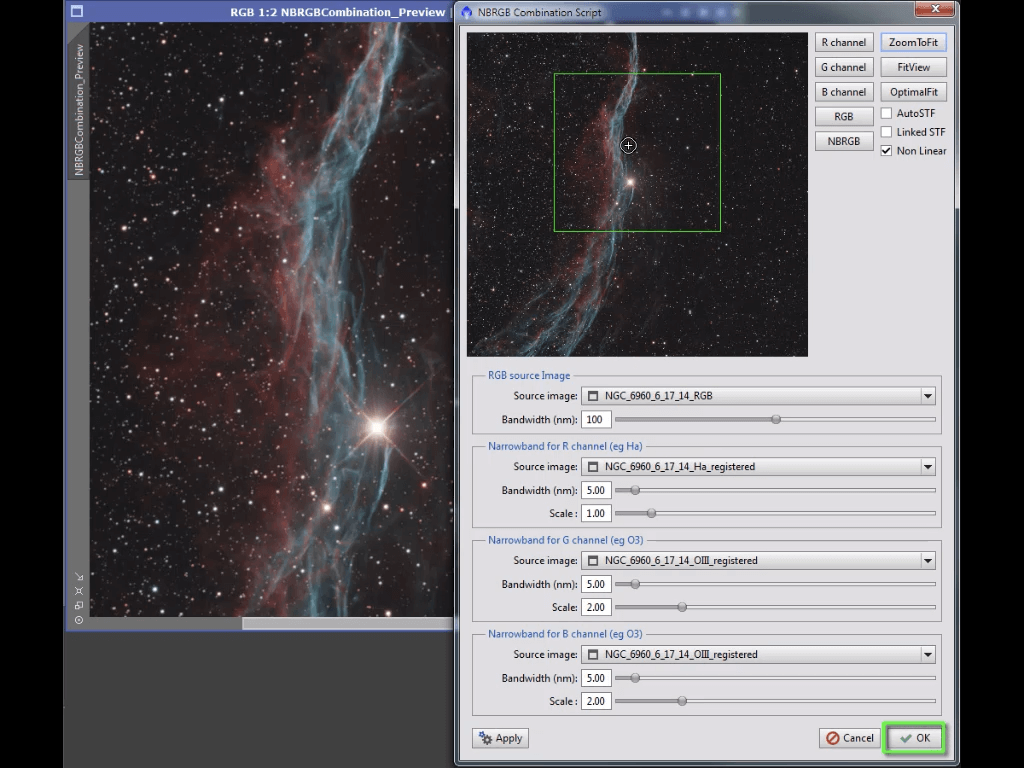 RGB 1:2 NBRGBCombination_Preview
NBRGBCombination_Preview
NBRGB Combination Script
R channel
ZoomToFit
G channel
FitView
B channel
OptimalFit
RGB
AutoSTF
Linked STF
NBRGB
Non Linear
RGB source Image
Source image: NGC_6960_6_17_14_RGB
Bandwidth (nm): 100
Narrowband for R channel (eg Ha)
Source image: NGC_6960_6_17_14_Ha_registered
Bandwidth (nm): 5.00
Scale : 1.00
Narrowband for G channel (eg O3)
Source image: NGC_6960_6_17_14_OIII_registered
Bandwidth (nm): 5.00
Scale: 2.00
Narrowband for B channel (eg O3)
Source image: NGC_6960_6_17_14_OIII_registered
Bandwidth (nm): 5.00
Scale : 2.00
Apply
Cancel
OK